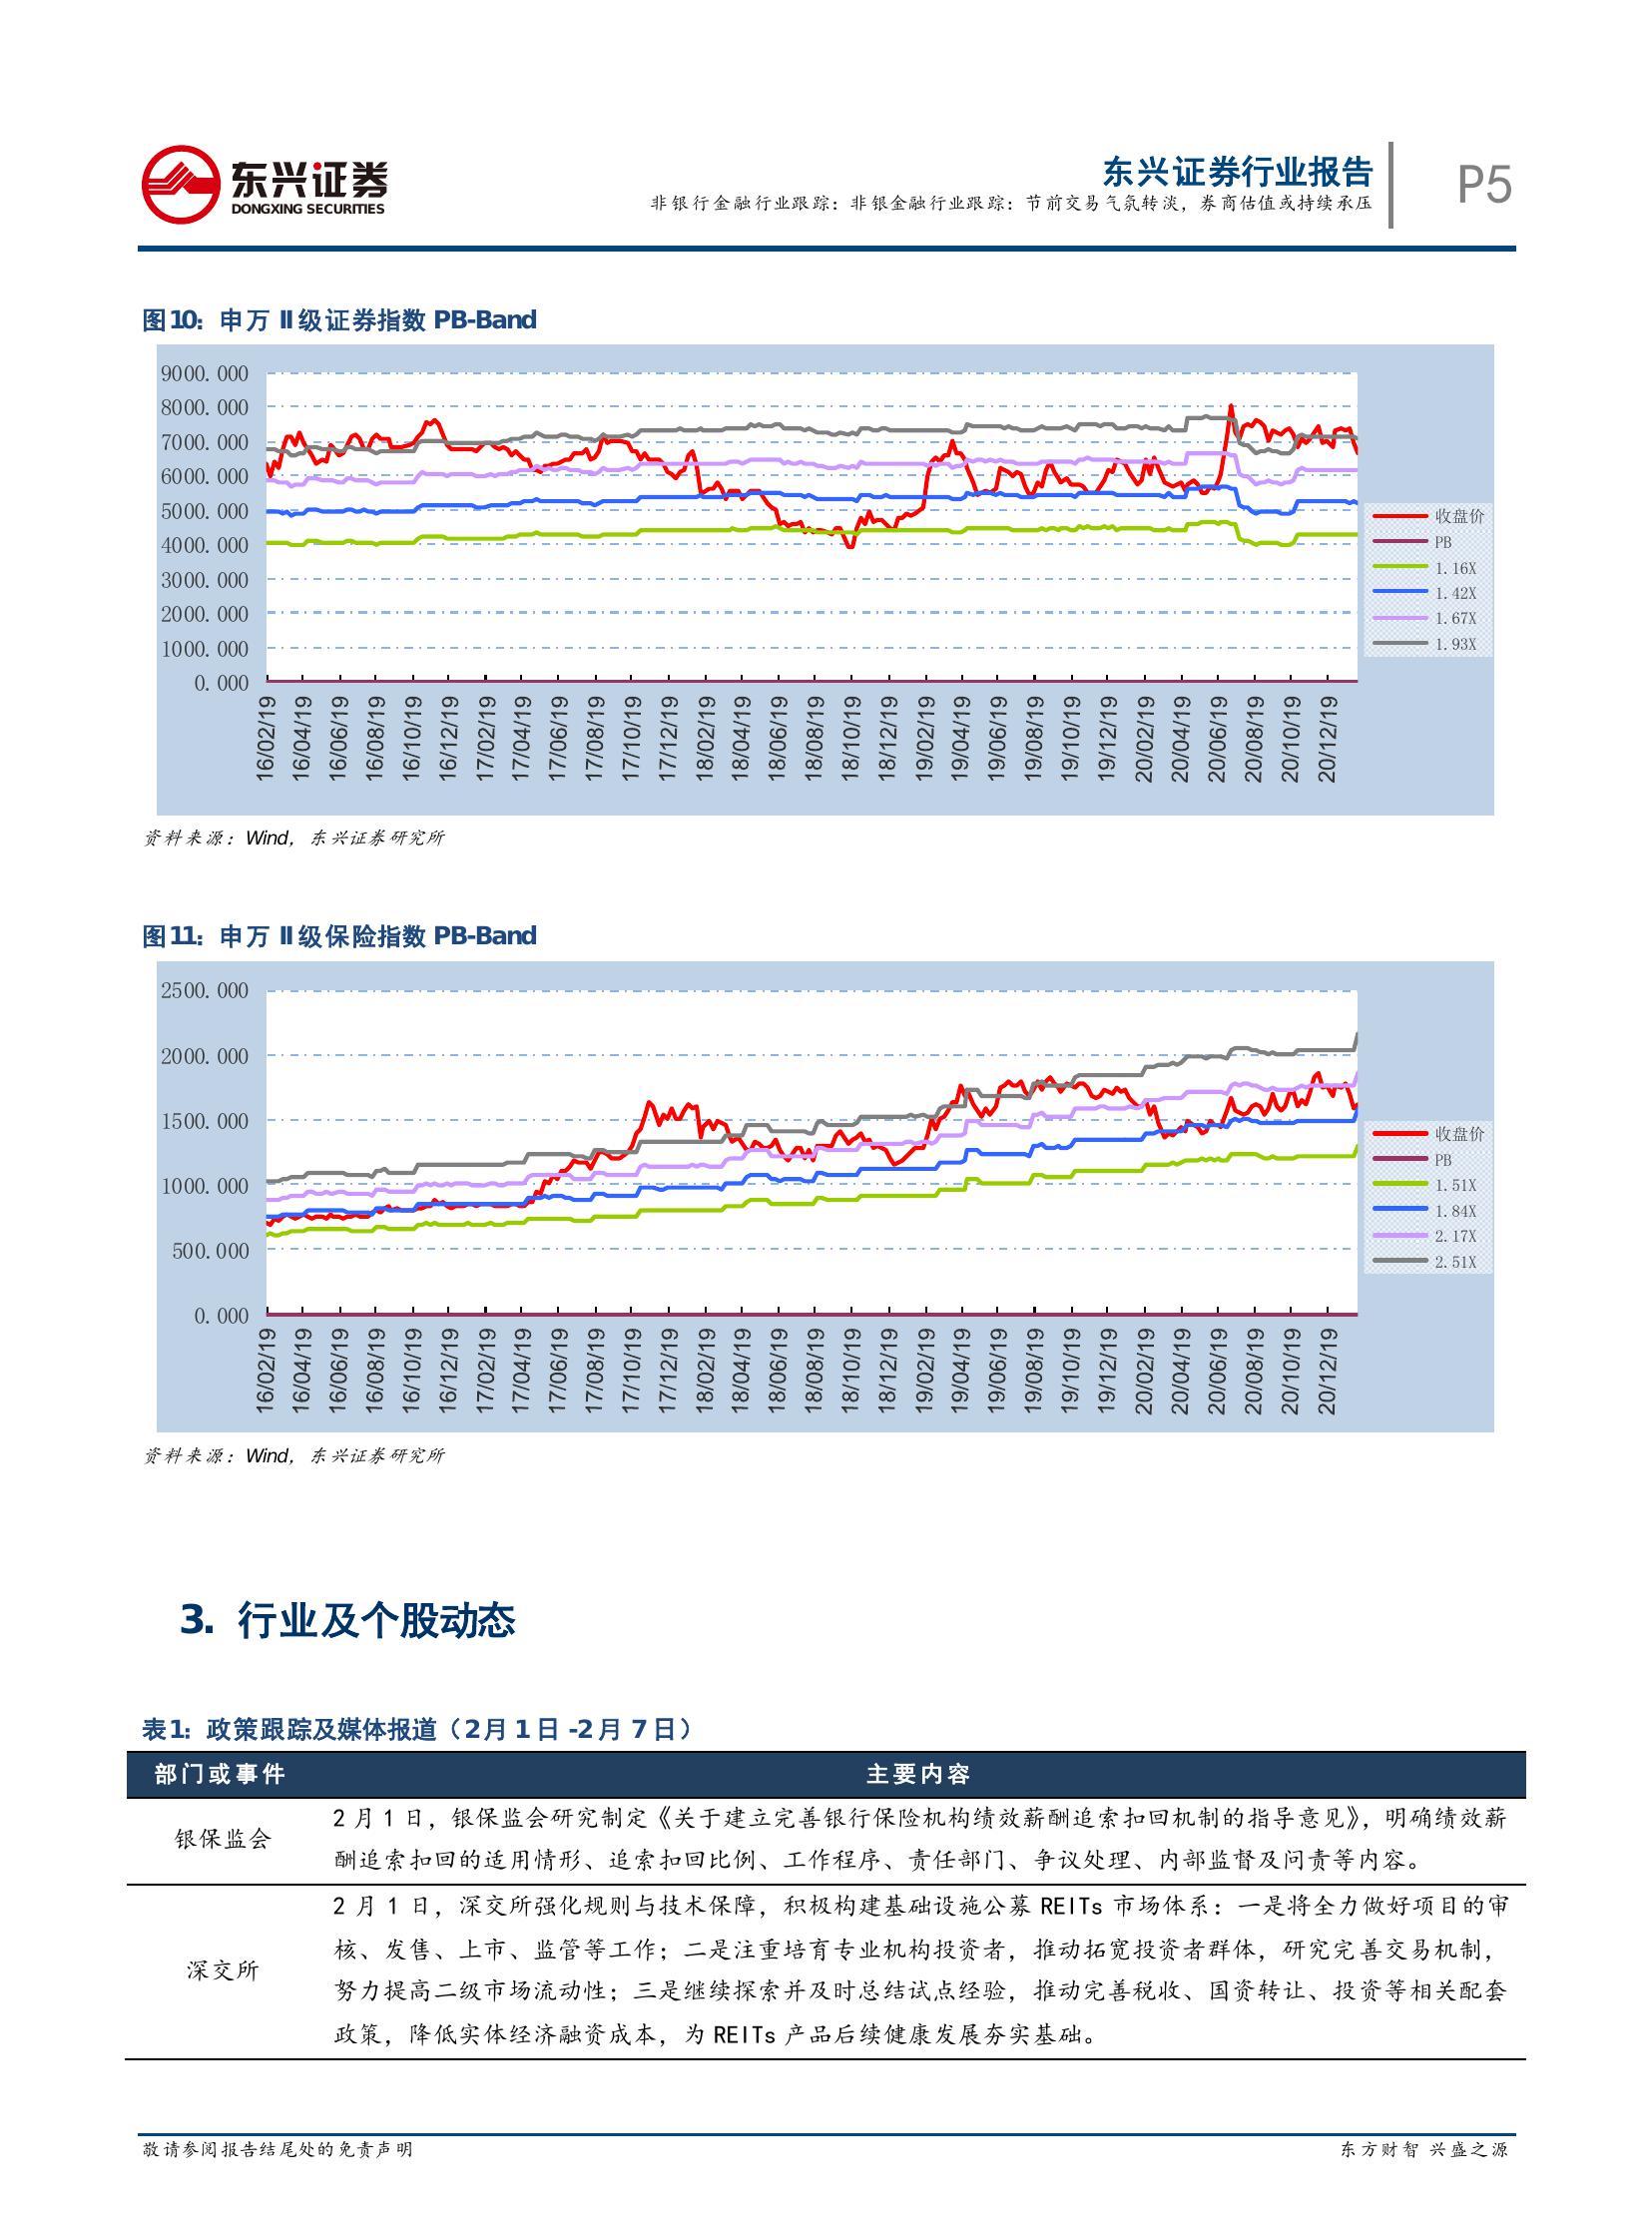 东兴证券
DONGXING SECURITIES
东兴证券行业报告
非银行金融行业跟踪：非银金融行业跟踪：节前交易气氛转淡，券商估值或持续承压
P5
图10：申万 II 级证券指数 PB-Band
9000.000
8000.000
7000.000
6000.000
5000.000
4000.000
3000.000
2000.000
1000.000
0.000
16/02/19
16/04/19
16/06/19
16/08/19
16/10/19
16/12/19
17/02/19
17/04/19
17/06/19
17/08/19
17/10/19
17/12/19
18/02/19
18/04/19
18/06/19
18/08/19
18/10/19
18/12/19
19/02/19
19/04/19
19/06/19
19/08/19
19/10/19
19/12/19
20/02/19
20/04/19
20/06/19
20/08/19
20/10/19
20/12/19
收盘价
PB
1.16X
1.42X
1.67X
1.93X
资料来源：Wind，东兴证券研究所
图11：申万 II 级保险指数 PB-Band
2500.000
2000.000
1500.000
1000.000
500.000
0.000
16/02/19
16/04/19
16/06/19
16/08/19
16/10/19
16/12/19
17/02/19
17/04/19
17/06/19
17/08/19
17/10/19
17/12/19
18/02/19
18/04/19
18/06/19
18/08/19
18/10/19
18/12/19
19/02/19
19/04/19
19/06/19
19/08/19
19/10/19
19/12/19
20/02/19
20/04/19
20/06/19
20/08/19
20/10/19
20/12/19
收盘价
PB
1.51X
1.84X
2.17X
2.51X
资料来源：Wind，东兴证券研究所
3. 行业及个股动态
表1：政策跟踪及媒体报道（2月1日-2月7日）
部门或事件 主要内容
银保监会
2月1日，银保监会研究制定《关于建立完善银行保险机构绩效薪酬追索扣回机制的指导意见》，明确绩效薪
酬追索扣回的适用情形、追索扣回比例、工作程序、责任部门、争议处理、内部监督及问责等内容。
深交所
2月1日，深交所强化规则与技术保障，积极构建基础设施公募 REITs 市场体系：一是将全力做好项目的审
核、发售、上市、监管等工作；二是注重培育专业机构投资者，推动拓宽投资者群体，研究完善交易机制，
努力提高二级市场流动性；三是继续探索并及时总结试点经验，推动完善税收、国资转让、投资等相关配套
政策，降低实体经济融资成本，为 REITs 产品后续健康发展夯实基础。
敬请参阅报告结尾处的免责声明
东方财智 兴盛之源